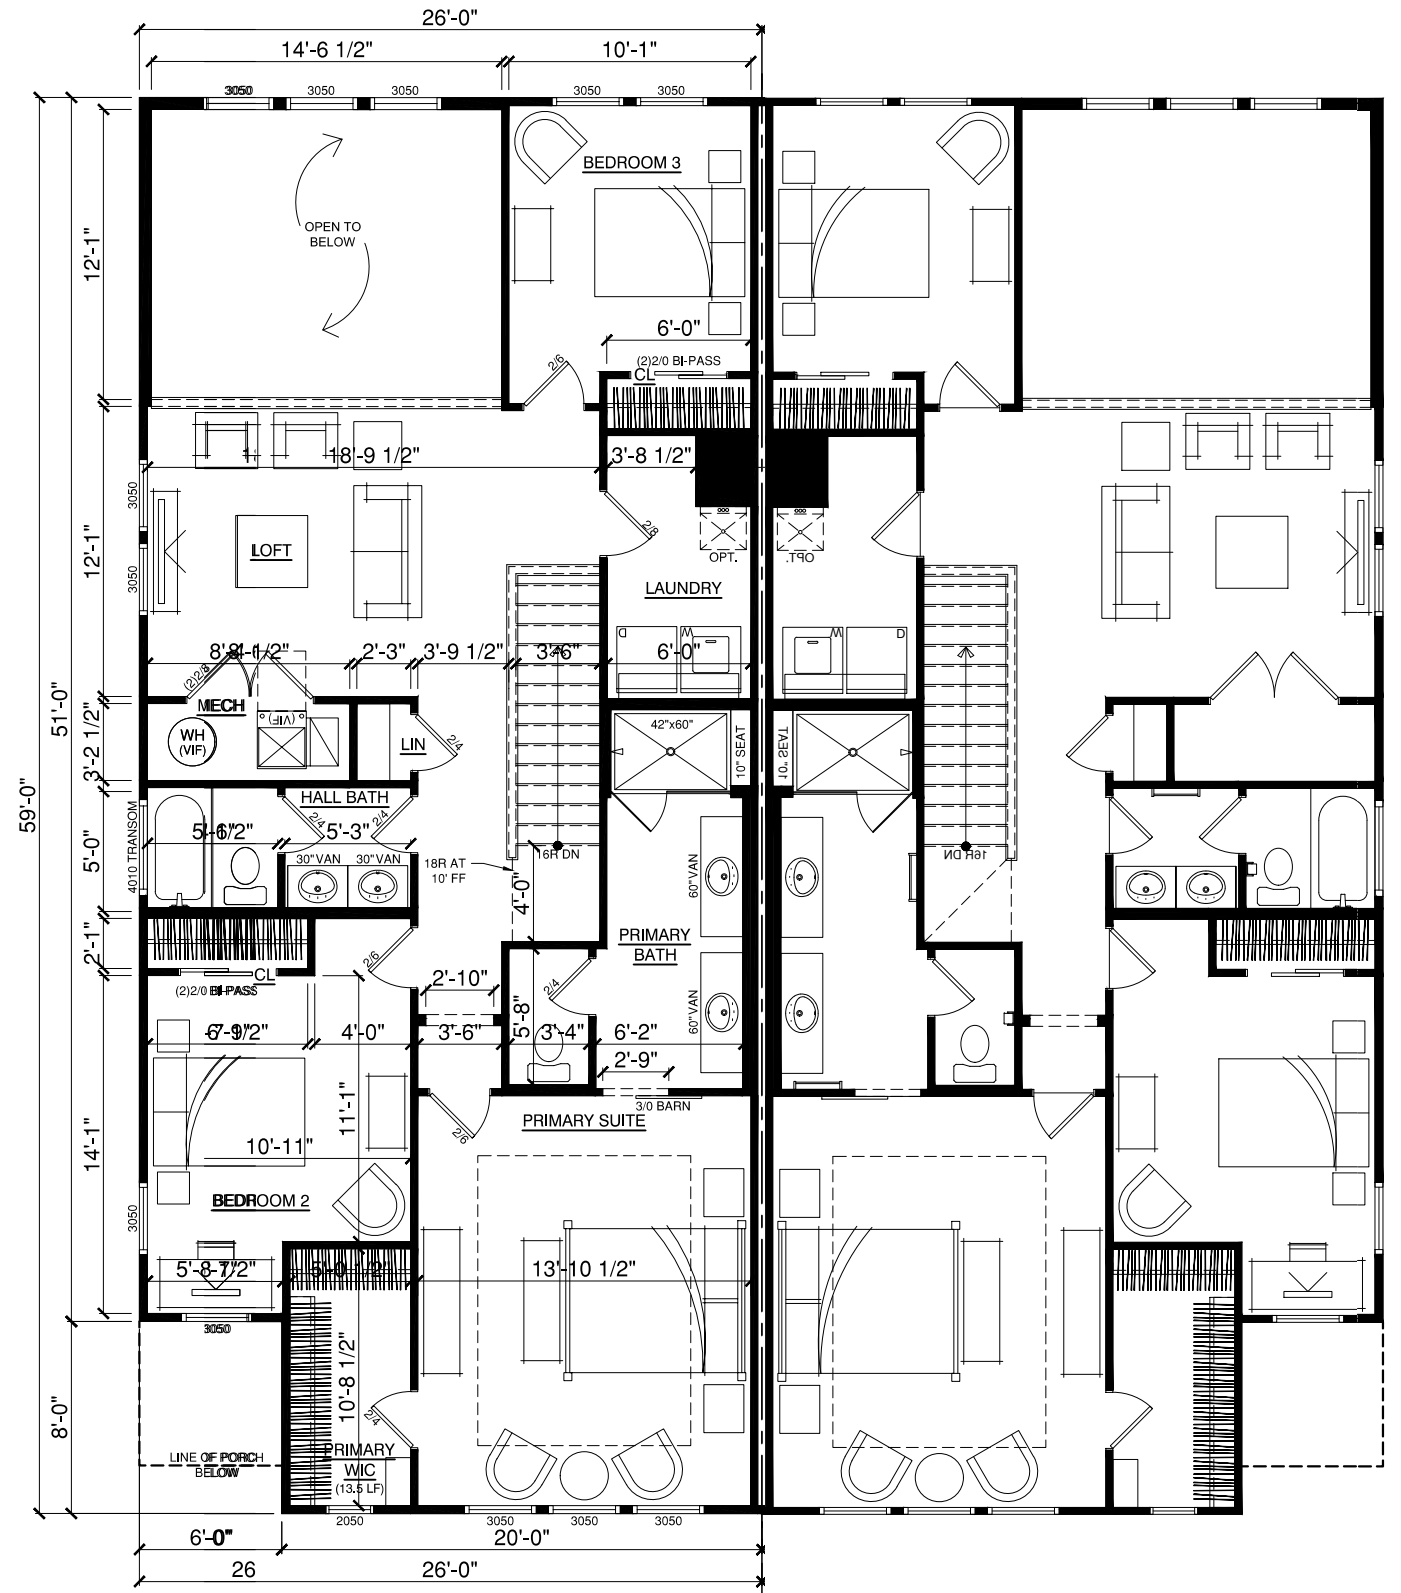 26'-0"
14'-6 1/2"
10'-1"
3050
3050
3050
3050
3050
BEDROOM 3
OPEN TO
BELOW
12'-1"
6'-0"
(2)2/0 BI-PASS
2/6
CL
18'-9 1/2"
3'-8 1/2"
3050
12'-1"
2/8
LOFT
OPT.
OPT.
3050
LAUNDRY
D
W
W
D
2'-3"
3'-9 1/2"
3'-6"
6'-0"
(2)2/8
51'-0"
MECH
(VIF)
42"x60"
WH
(VIF)
LIN
2/4
10" SEAT
10" SEAT
3'-2 1/2"
59'-0"
HALL BATH
4010 TRANSOM
5'-0"
2/4
2/4
5'-3"
30"VAN
30"VAN
16R DN
16R DN
18R AT
10' FF
60"VAN
4'-0"
2'-1"
PRIMARY
BATH
2/6
CL
(2)2/0 BI-PASS
2'-10"
2/4
60"VAN
5'-8"
4'-0"
3'-6"
3'-4"
6'-2"
2'-9"
3/0 BARN
11'-1"
2/6
PRIMARY SUITE
14'-1"
10'-11"
BEDROOM 2
3050
5'-0 1/2"
13'-10 1/2"
3050
10'-8 1/2"
8'-0"
2/4
LINE OF PORCH
BELOW
PRIMARY
WIC
(13.5 LF)
2050
3050
3050
3050
6'-0"
20'-0"
26
26'-0"